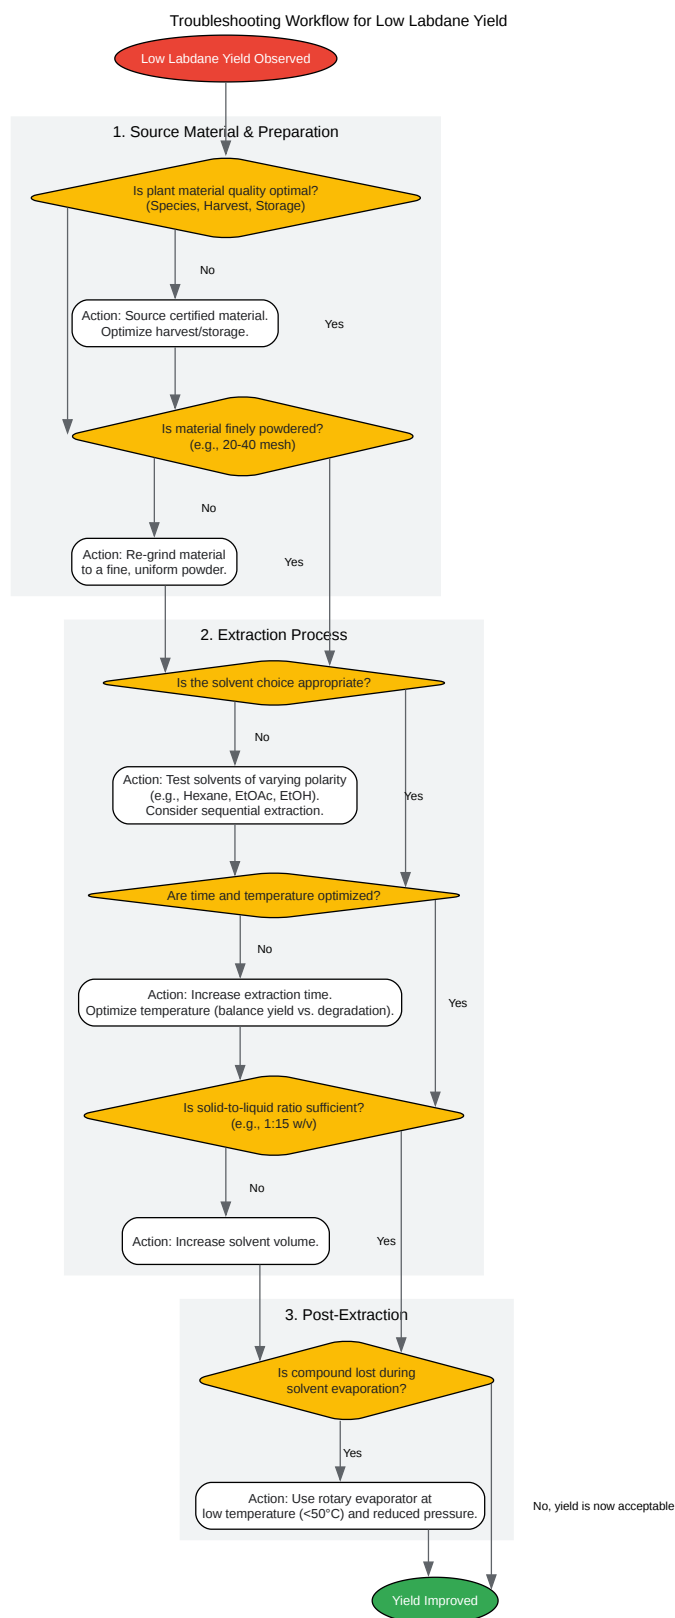 Troubleshooting Workflow for Low Labdane Yield
Low Labdane Yield Observed
1. Source Material & Preparation
Is plant material quality optimal?
(Species, Harvest, Storage)
No
Action: Source certified material.
Optimize harvest/storage.
Yes
Is material finely powdered?
(e.g., 20-40 mesh)
No
Action: Re-grind material
to a fine, uniform powder.
Yes
2. Extraction Process
Is the solvent choice appropriate?
No
Action: Test solvents of varying polarity
(e.g., Hexane, EtOAc, EtOH).
Consider sequential extraction.
Yes
Are time and temperature optimized?
No
Action: Increase extraction time.
Optimize temperature (balance yield vs. degradation).
Yes
Is solid-to-liquid ratio sufficient?
(e.g., 1:15 w/v)
No
Action: Increase solvent volume.
Yes
3. Post-Extraction
Is compound lost during
solvent evaporation?
Yes
Action: Use rotary evaporator at
low temperature (<50°C) and reduced pressure.
No, yield is now acceptable
Yield Improved